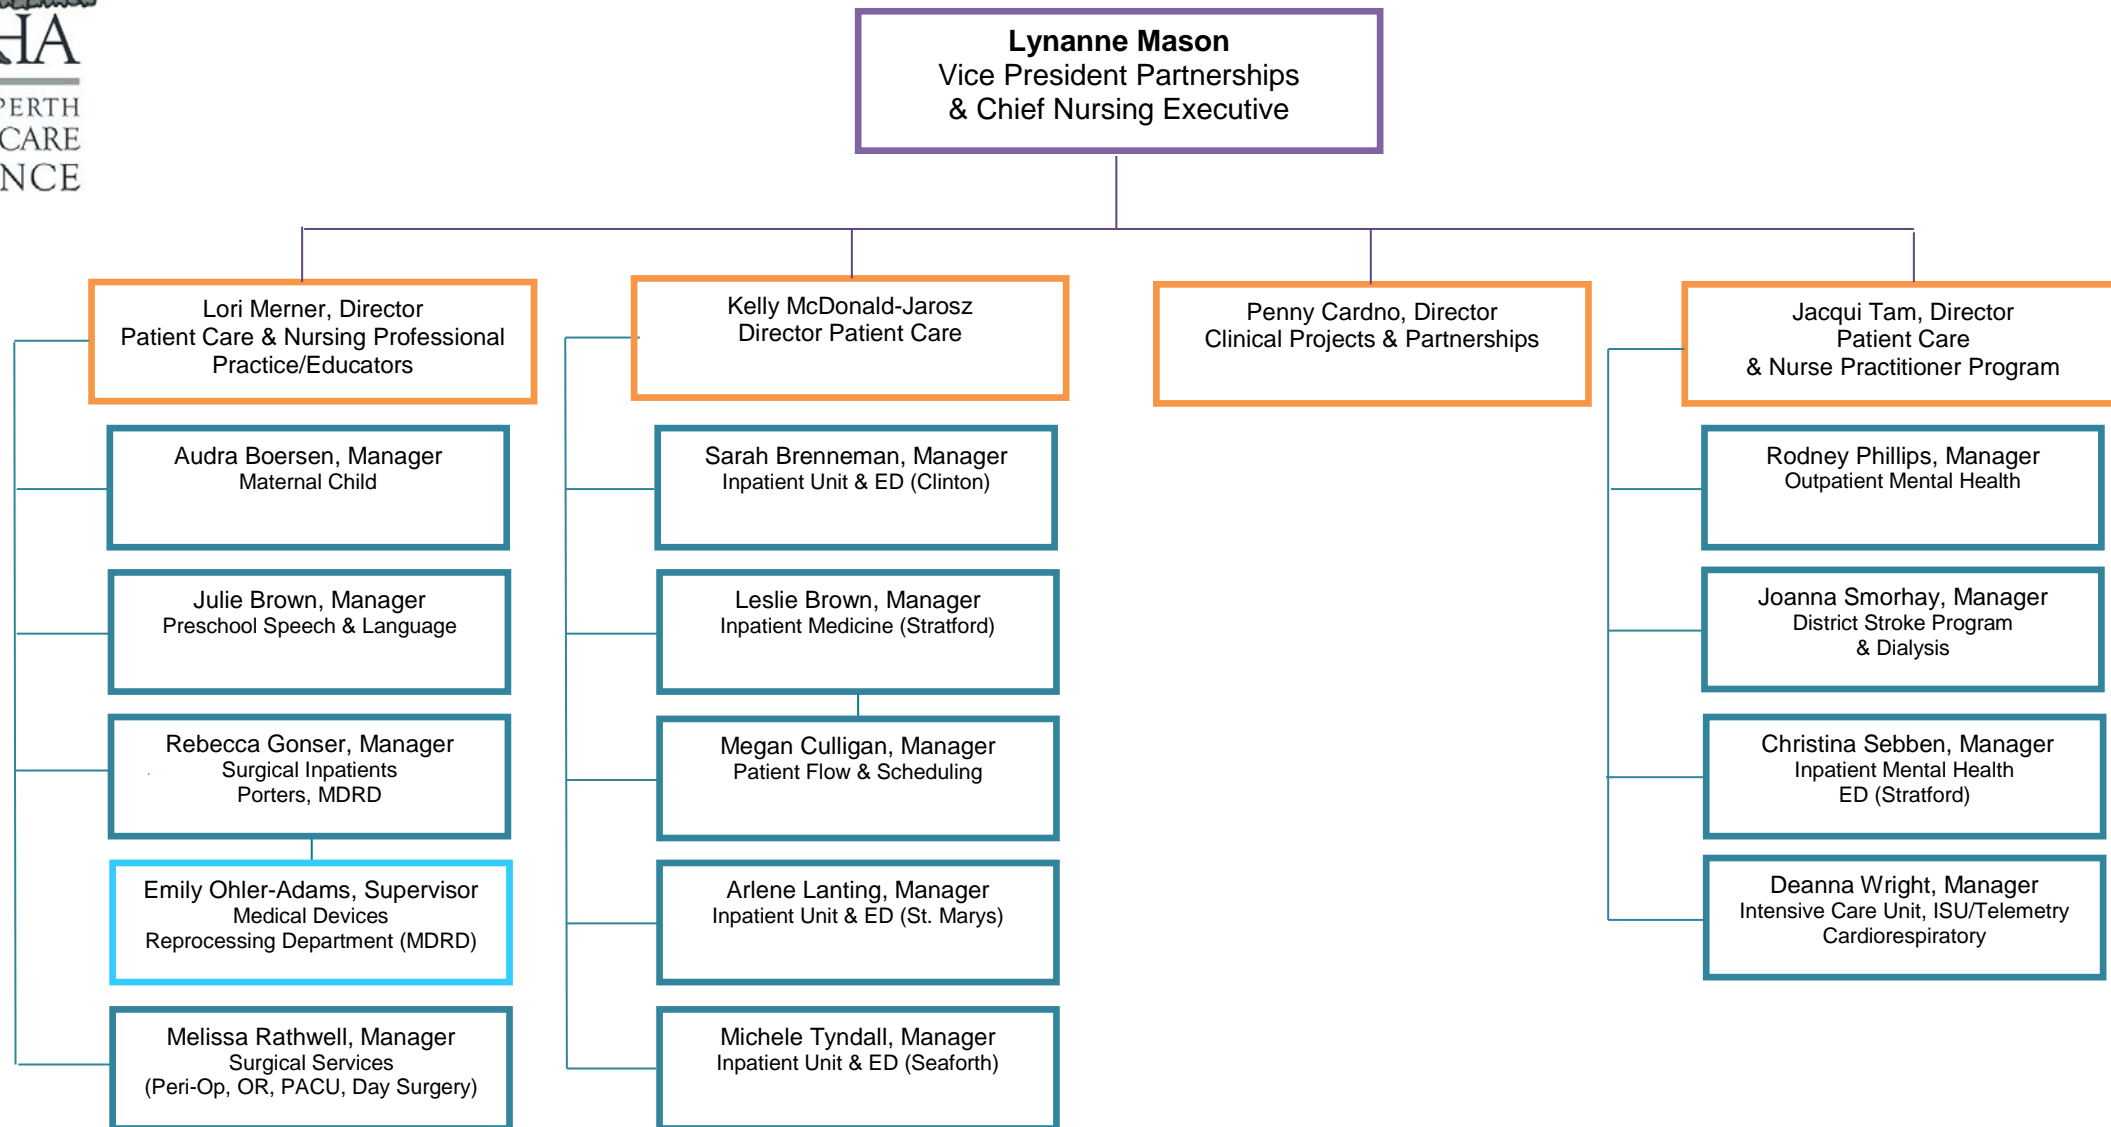 HA
PERTH
CARE
NCE
Lynanne Mason
Vice President Partnerships
& Chief Nursing Executive
Lori Merner, Director
Patient Care & Nursing Professional
Practice/Educators
Audra Boersen, Manager
Maternal Child
Julie Brown, Manager
Preschool Speech & Language
Rebecca Gonser, Manager
Surgical Inpatients
Porters, MDRD
Emily Ohler-Adams, Supervisor
Medical Devices
Reprocessing Department (MDRD)
Melissa Rathwell, Manager
Surgical Services
(Peri-Op, OR, PACU, Day Surgery)
Kelly McDonald-Jarosz
Director Patient Care
Sarah Brenneman, Manager
Inpatient Unit & ED (Clinton)
Leslie Brown, Manager
Inpatient Medicine (Stratford)
Megan Culligan, Manager
Patient Flow & Scheduling
Arlene Lanting, Manager
Inpatient Unit & ED (St. Marys)
Michele Tyndall, Manager
Inpatient Unit & ED (Seaforth)
Penny Cardno, Director
Clinical Projects & Partnerships
Jacqui Tam, Director
Patient Care
& Nurse Practitioner Program
Rodney Phillips, Manager
Outpatient Mental Health
Joanna Smorhay, Manager
District Stroke Program
& Dialysis
Christina Sebben, Manager
Inpatient Mental Health
ED (Stratford)
Deanna Wright, Manager
Intensive Care Unit, ISU/Telemetry
Cardiorespiratory